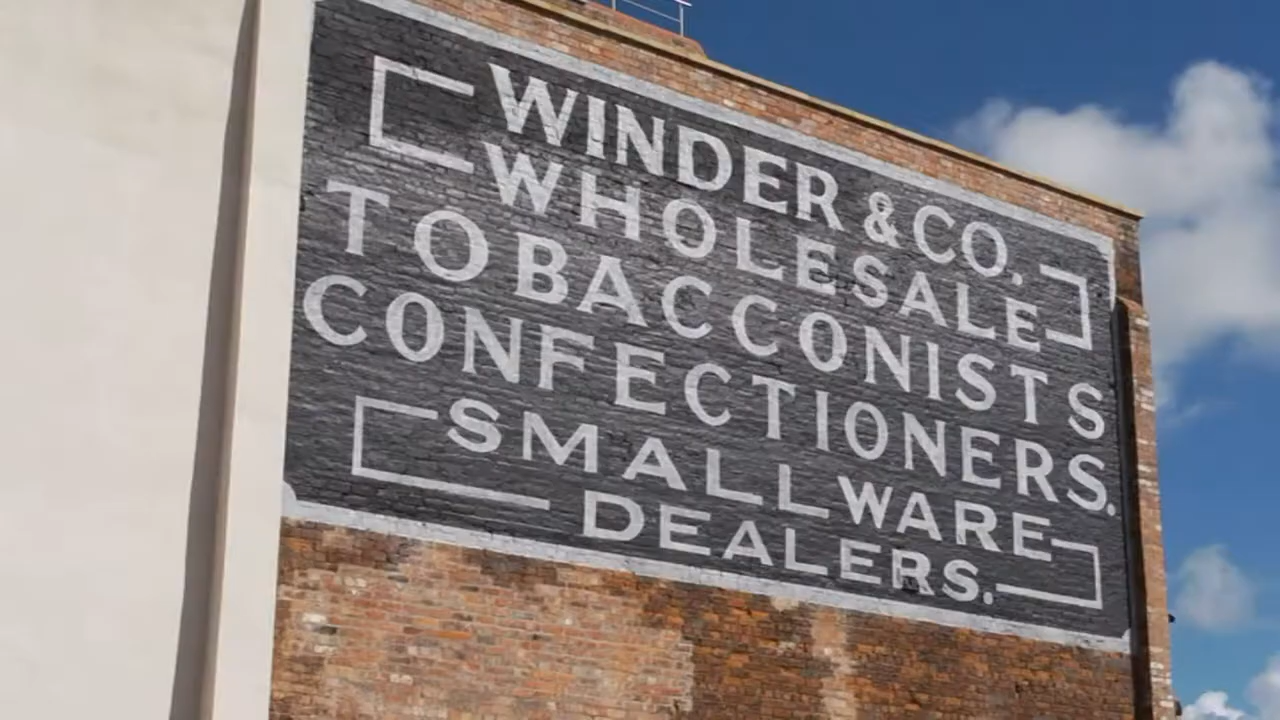 WINDER & CO.
WHOLESALE
TOBACCONISTS
CONFECTIONERS.
SMALLWARE
DEALERS.